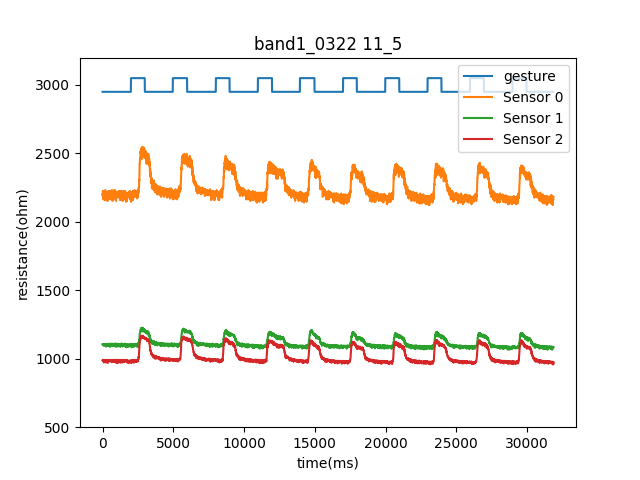 band1_0322 11_5
gesture
Sensor 0
Sensor 1
Sensor 2
resistance(ohm)
3000
2500
2000
1500
1000
500
0
5000
10000
15000
20000
25000
30000
time(ms)